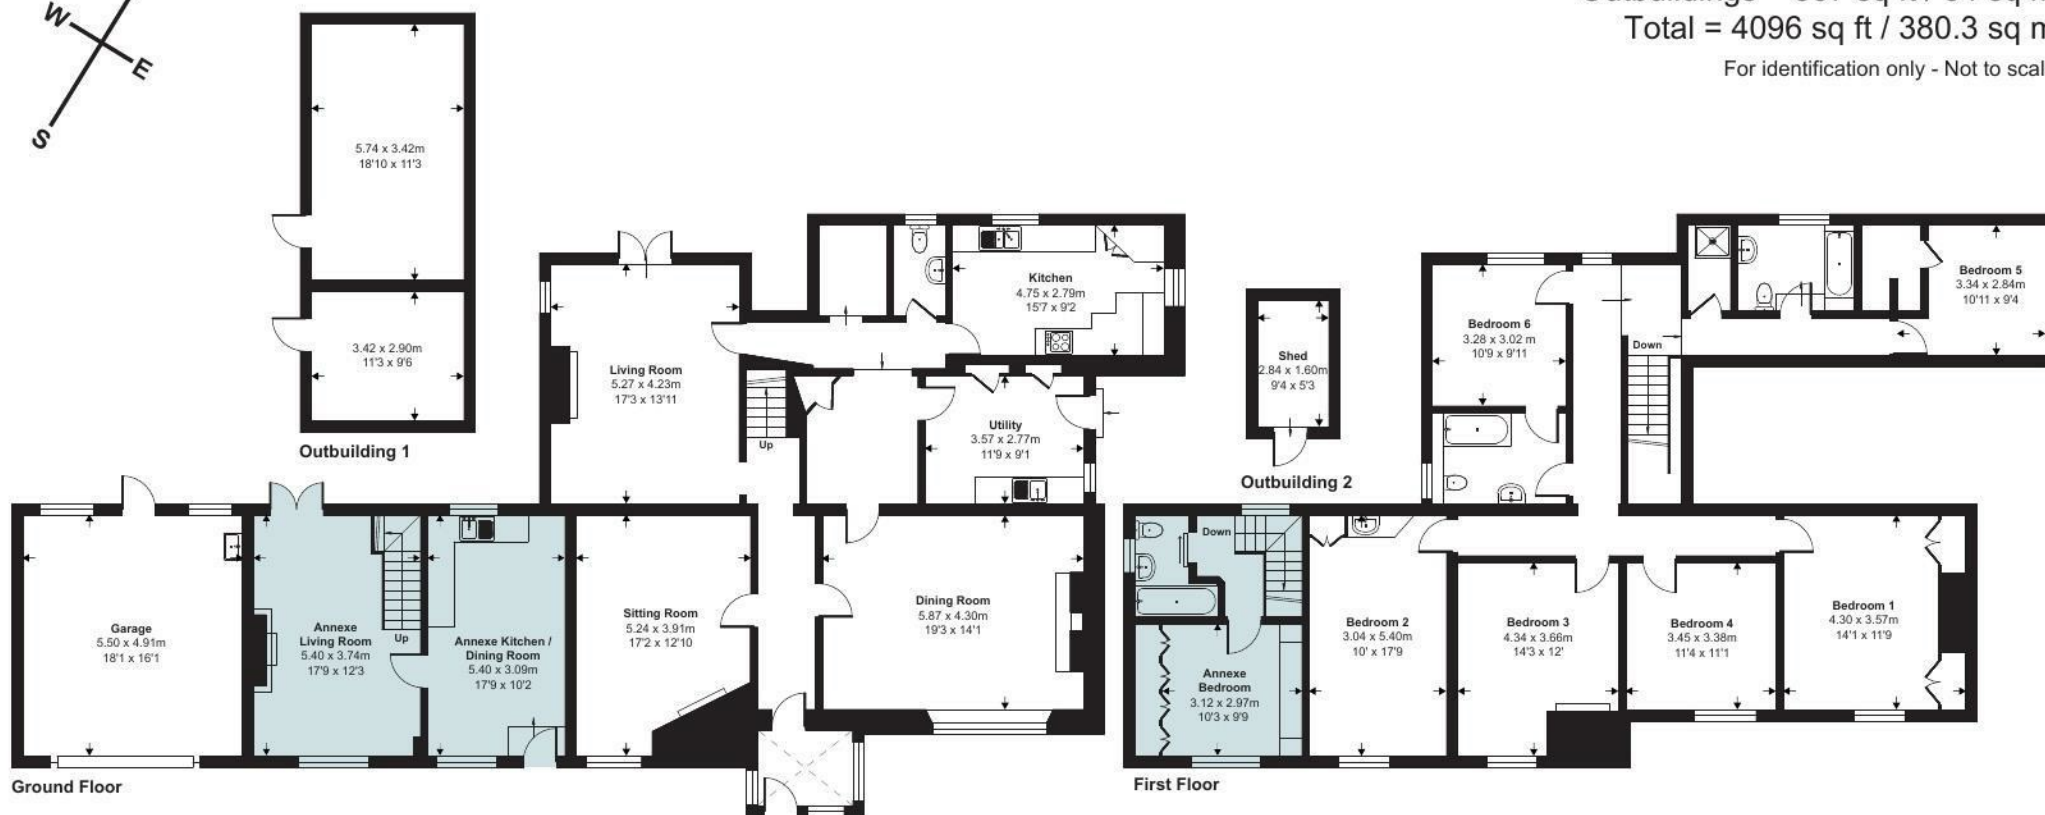 W
E
S
Total = 4096 sq ft / 380.3 sq m
For identification only - Not to scal
5.74 x 3.42m
18'10 x 11'3
3.42 x 2.90m
11'3 x 9'6
Outbuilding 1
Living Room
5.27 x 4.23m
17'3 x 13'11
Kitchen
4.75 x 2.79m
15'7 x 9'2
Up
Utility
3.57 x 2.77m
11'9 x 9'1
Shed
2.84 x 1.60m
9'4 x 5'3
Outbuilding 2
Bedroom 6
3.28 x 3.02 m
10'9 x 9'11
Down
Bedroom 5
3.34 x 2.84m
10'11 x 9'4
Garage
5.50 x 4.91m
18'1 x 16'1
Annexe
Living Room
5.40 x 3.74m
17'9 x 12'3
Up
Annexe Kitchen /
Dining Room
5.40 x 3.09m
17'9 x 10'2
Sitting Room
5.24 x 3.91m
17'2 x 12'10
Dining Room
5.87 x 4.30m
19'3 x 14'1
Ground Floor
Down
Annexe
Bedroom
3.12 x 2.97m
10'3 x 9'9
Bedroom 2
3.04 x 5.40m
10' x 17'9
Bedroom 3
4.34 x 3.66m
14'3 x 12'
Bedroom 4
3.45 x 3.38m
11'4 x 11'1
Bedroom 1
4.30 x 3.57m
14'1 x 11'9
First Floor